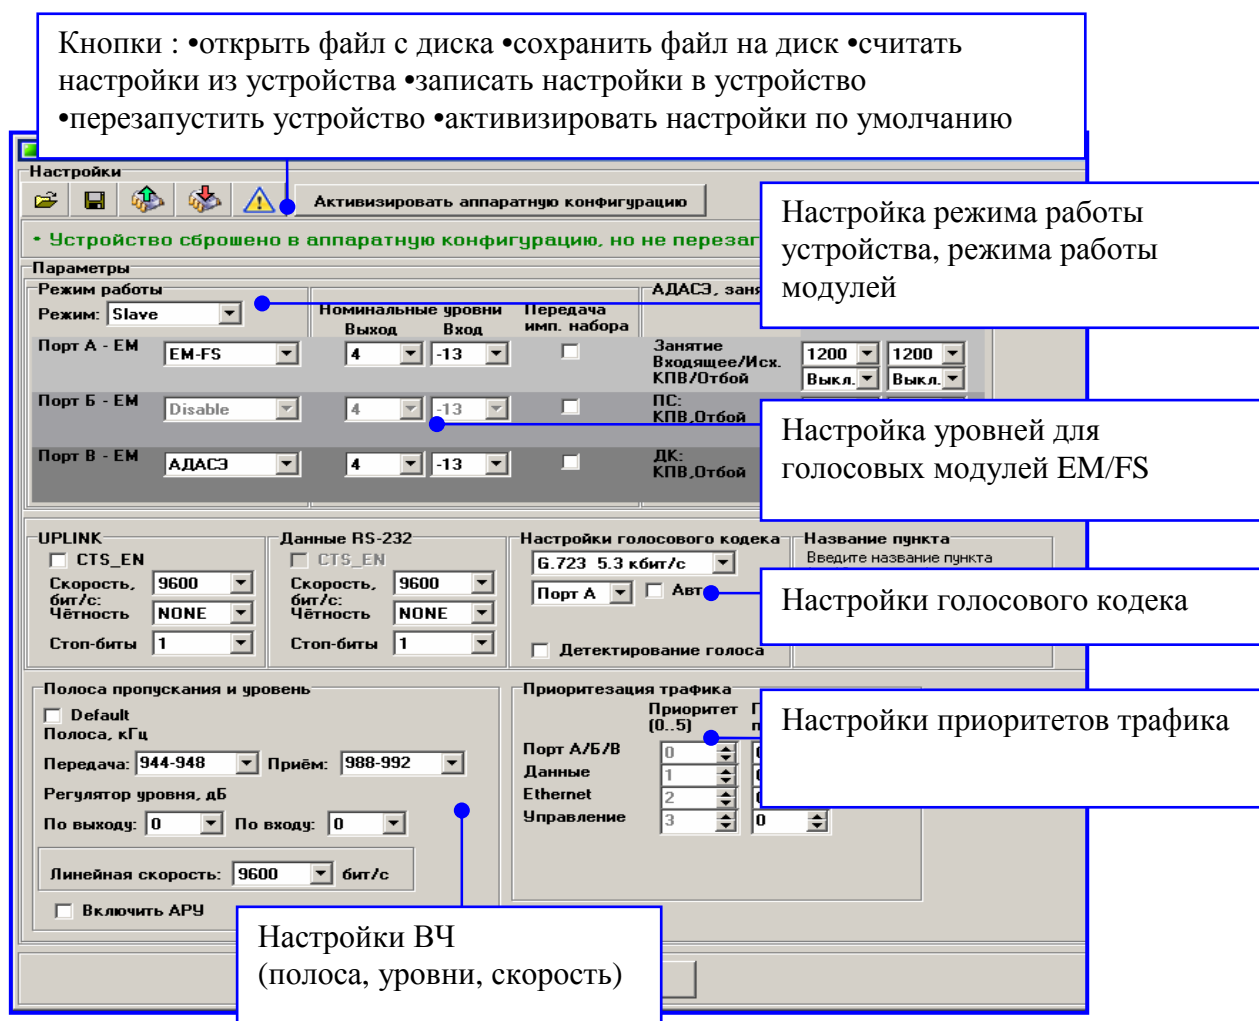 Кнопки : •открыть файл с диска •сохранить файл на диск •считать
настройки из устройства •записать настройки в устройство
•перезапустить устройство •активизировать настройки по умолчанию
Настройки
Активизировать аппаратную конфигурацию
• Устройство сброшено в аппаратную конфигурацию, но не
Настройка режима работы
устройства, режима работы
модулей
Параметры
Режим работы
Режим: Slave
Номинальные уровни
Выход Вход
Передача
имп. набора
АДАСЭ,
Порт А - ЕМ EM-FS 4 -13
Занятие
Входящее/Исх. 1200 1200
КПВ/Отбой Выкл. Выкл.
Порт Б - ЕМ Disable 4 -13
ПС:
КПВ,Отбой
Порт В - ЕМ АДАСЭ 4 -13
ДК:
КПВ,Отбой
Настройка уровней для
голосовых модулей EM/FS
UPLINK
CTS_EN
Скорость,
бит/с: 9600
Чётность NONE
Стоп-биты 1
Данные RS-232
CTS_EN
Скорость,
бит/с: 9600
Чётность NONE
Стоп-биты 1
Настройки голосового кодека
G.723 5.3 кбит/с
Порт А
Детектирование голоса
Название пункта
Введите название пункта
Настройки голосового кодека
Полоса пропускания и уровень
Default
Полоса, кГц
Передача: 944-948 Приём: 988-992
Регулятор уровня, дБ
По выходу: 0 По входу: 0
Линейная скорость: 9600 бит/с
Включить АРУ
Приоритезация трафика
Приоритет
(0..5)
Порт А/Б/В 0
Данные 1
Ethernet 2
Управление 3 0
Настройки приоритетов трафика
Настройки ВЧ
(полоса, уровни, скорость)